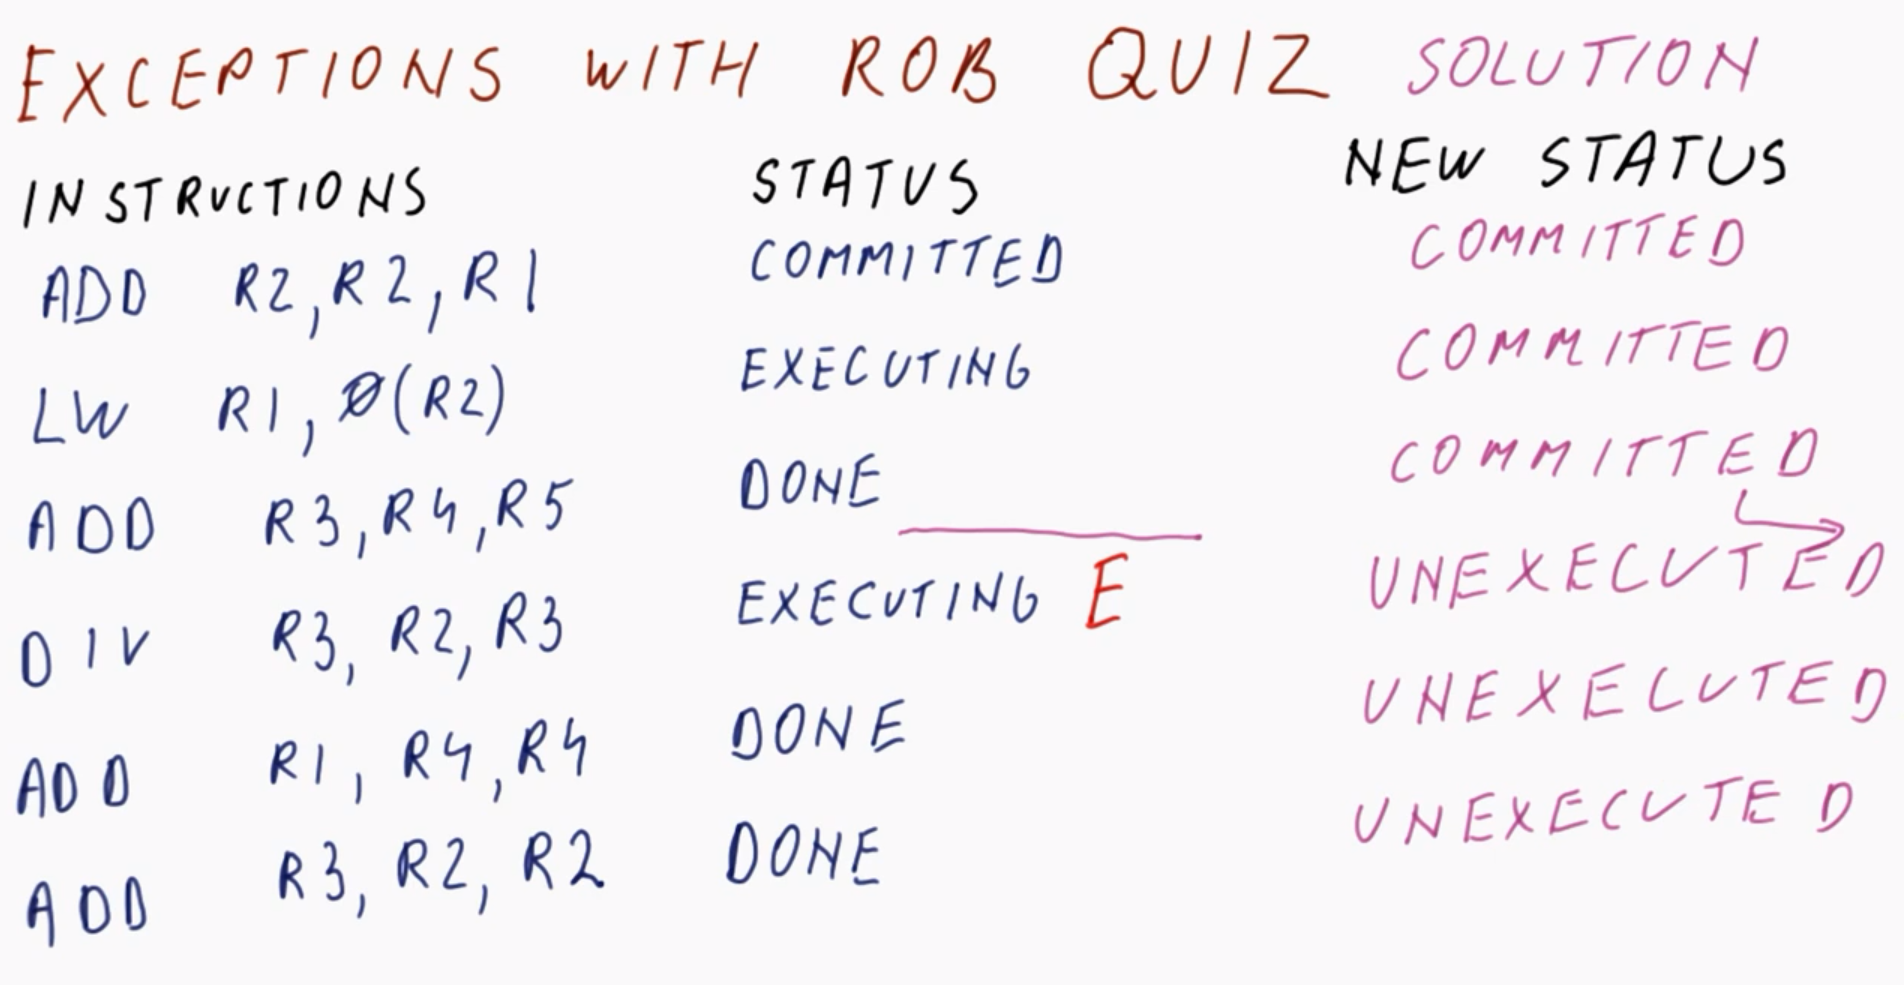 EXCEPTIONS WITH ROB QUIZ SOLUTION
INSTRUCTIONS STATUS NEW STATUS
ADD R2,R2,R1 COMMITTED COMMITTED
LW R1,0(R2) EXECUTING COMMITTED
ADD R3,R4,R5 DONE COMMITTED
DIV R3,R2,R3 EXECUTING E UNEXECUTED
ADD R1,R4,R4 DONE UNEXECUTED
ADD R3,R2,R2 DONE UNEXECUTED